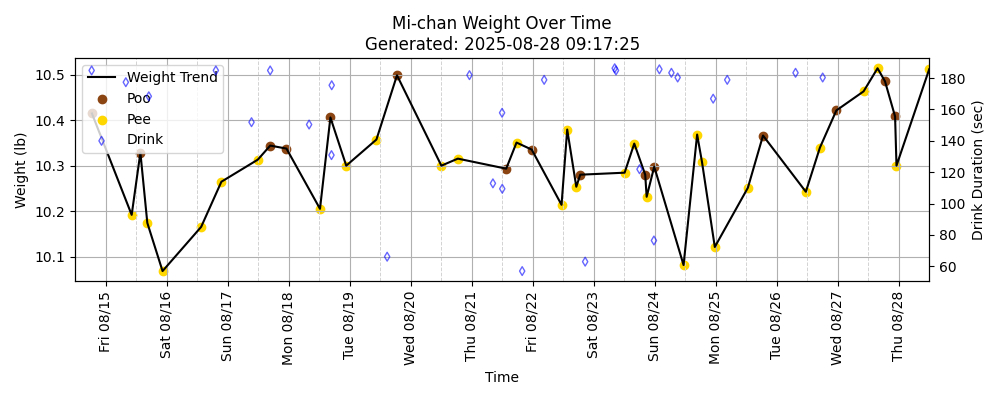 Mi-chan Weight Over Time
Generated: 2025-08-28 09:17:25
Weight (lb)
10.5
10.4
10.3
10.2
10.1
Weight Trend
Poo
Pee
Drink
180
160
140
120
100
80
60
Drink Duration (sec)
Fri 08/15
Sat 08/16
Sun 08/17
Mon 08/18
Tue 08/19
Wed 08/20
Thu 08/21
Fri 08/22
Sat 08/23
Sun 08/24
Mon 08/25
Tue 08/26
Wed 08/27
Thu 08/28
Time